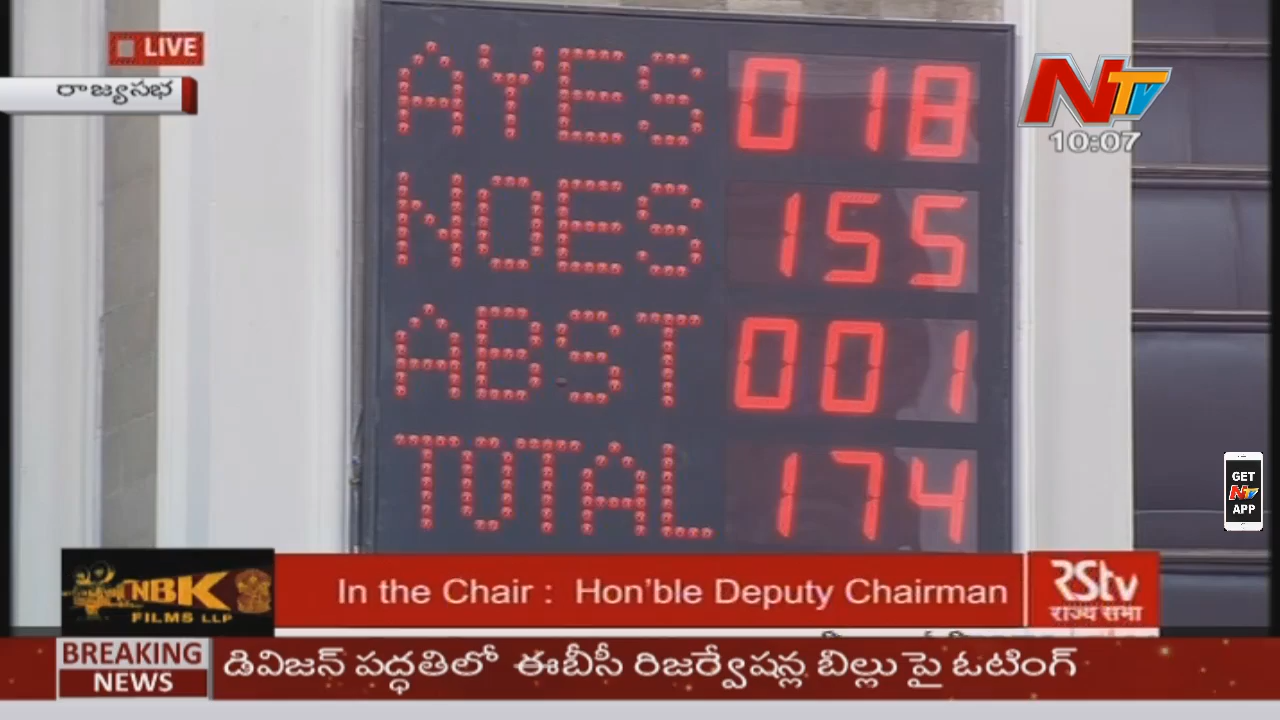 LIVE
రాజ్యసభ
NTV
10:07
AYES 018
NOES 155
ABST 001
TOTAL 174
GET
NTV
APP
NBK
FILMS LLP
In the Chair : Hon'ble Deputy Chairman
RStv
राज्य सभा
BREAKING
NEWS
డివిజన్ పద్ధతిలో ఈబీసీ రిజర్వేషన్ల బిల్లు పై ఓటింగ్